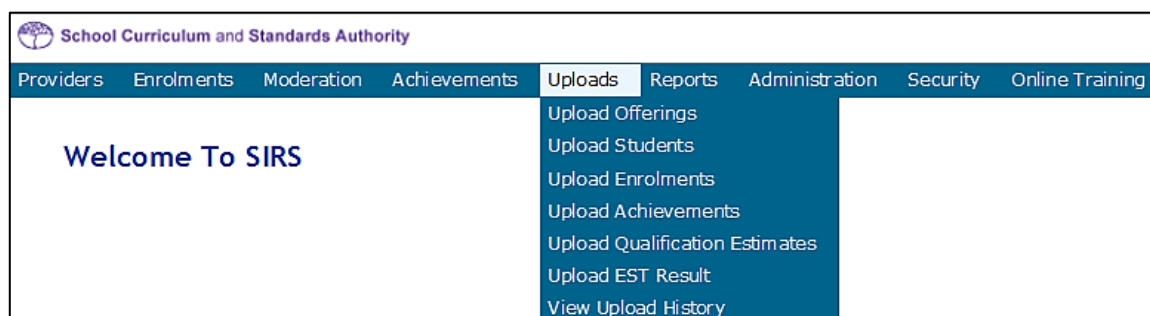 School Curriculum and Standards Authority
Providers Enrolments Moderation Achievements Uploads Reports Administration Security Online Training
Upload Offerings
Welcome To SIRS
Upload Students
Upload Enrolments
Upload Achievements
Upload Qualification Estimates
Upload EST Result
View Upload History